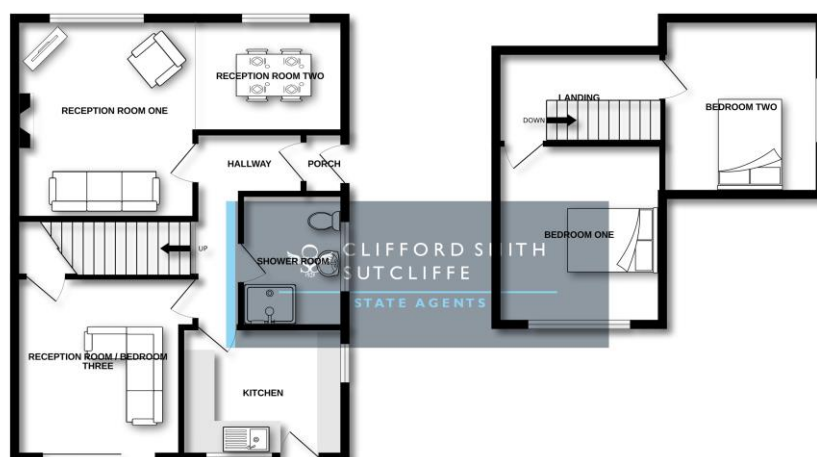 RECEPTION ROOM ONE
RECEPTION ROOM TWO
HALLWAY
PORCH
UP
SHOWER ROOM
RECEPTION ROOM / BEDROOM
THREE
KITCHEN
LANDING
DOWN
BEDROOM TWO
BEDROOM ONE
CLIFFORD SMITH
SUTCLIFFE
STATE AGENTS